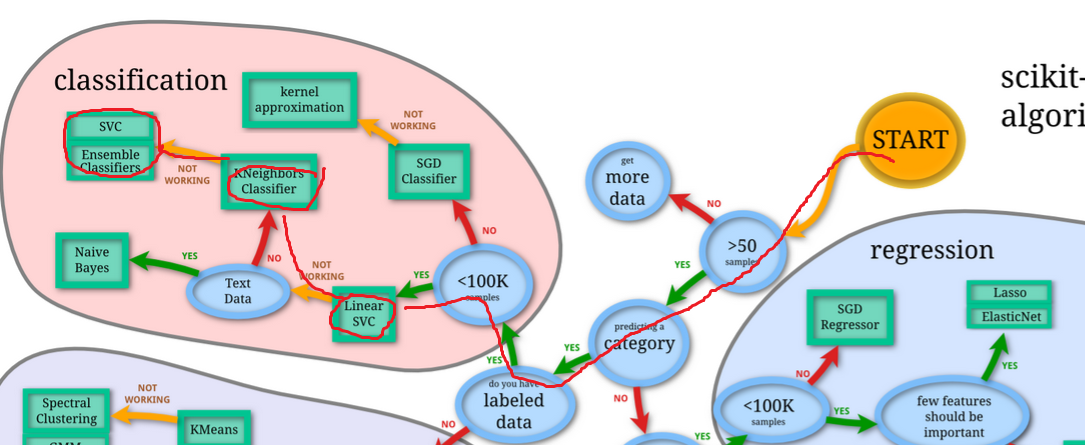 scikit-
algori
START
classification
kernel
approximation
NOT
WORKING
SVC
Ensemble
Classifiers
NOT
WORKING
KNeighbors
Classifier
SGD
Classifier
get
more
data
NO
>50
samples
YES
NO
Naive
Bayes
YES
NO
Text
Data
NOT
WORKING
Linear
SVC
YES
<100K
samples
YES
do you have
labeled
data
NO
YES
predicting a
category
NO
YES
regression
SGD
Regressor
Lasso
ElasticNet
NO
YES
<100K
samples
YES
few features
should be
important
Spectral
Clustering
GMM
NOT
WORKING
KMeans